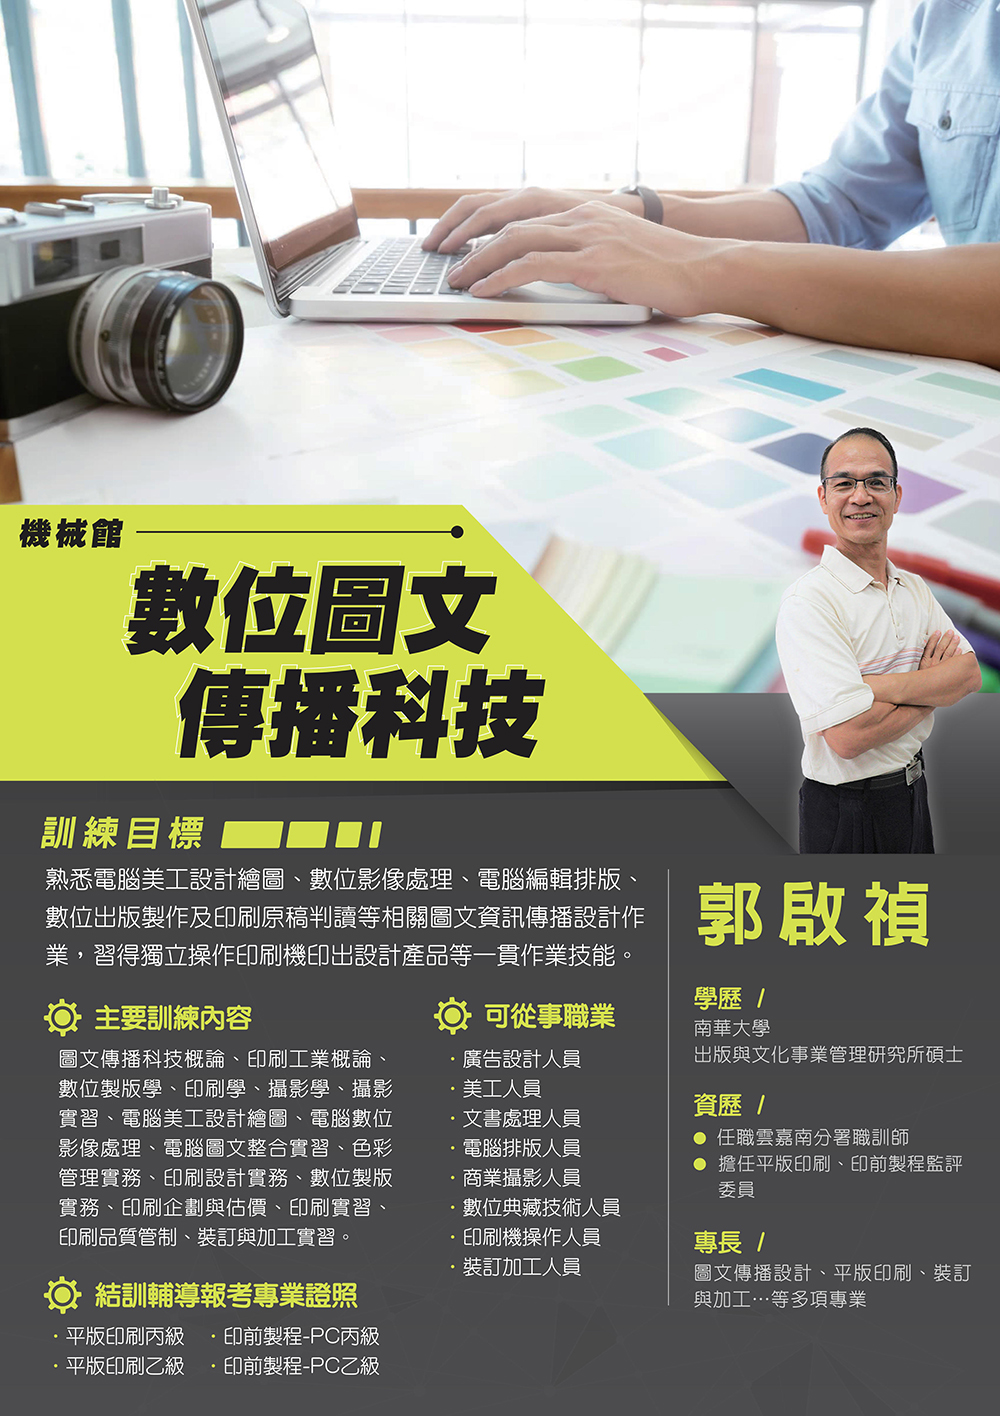 機械館
數位圖文
傳播科技
訓練目標
熟悉電腦美工設計繪圖、數位影像處理、電腦編輯排版、
數位出版製作及印刷原稿判讀等相關圖文資訊傳播設計作
業，習得獨立操作印刷機印出設計產品等一貫作業技能。
主要訓練內容
圖文傳播科技概論、印刷工業概論、
數位製版學、印刷學、攝影學、攝影
實習、電腦美工設計繪圖、電腦數位
影像處理、電腦圖文整合實習、色彩
管理實務、印刷設計實務、數位製版
實務、印刷企劃與估價、印刷實習、
印刷品質管制、裝訂與加工實習。
結訓輔導報考專業證照
・平版印刷丙級 ・印前製程-PC丙級
・平版印刷乙級 ・印前製程-PC乙級
可從事職業
・廣告設計人員
・美工人員
・文書處理人員
・電腦排版人員
・商業攝影人員
・數位典藏技術人員
・印刷機操作人員
・裝訂加工人員
郭啟禎
學歷 /
南華大學
出版與文化事業管理研究所碩士
資歷 /
● 任職雲嘉南分署職訓師
● 擔任平版印刷、印前製程監評
委員
專長 /
圖文傳播設計、平版印刷、裝訂
與加工…等多項專業